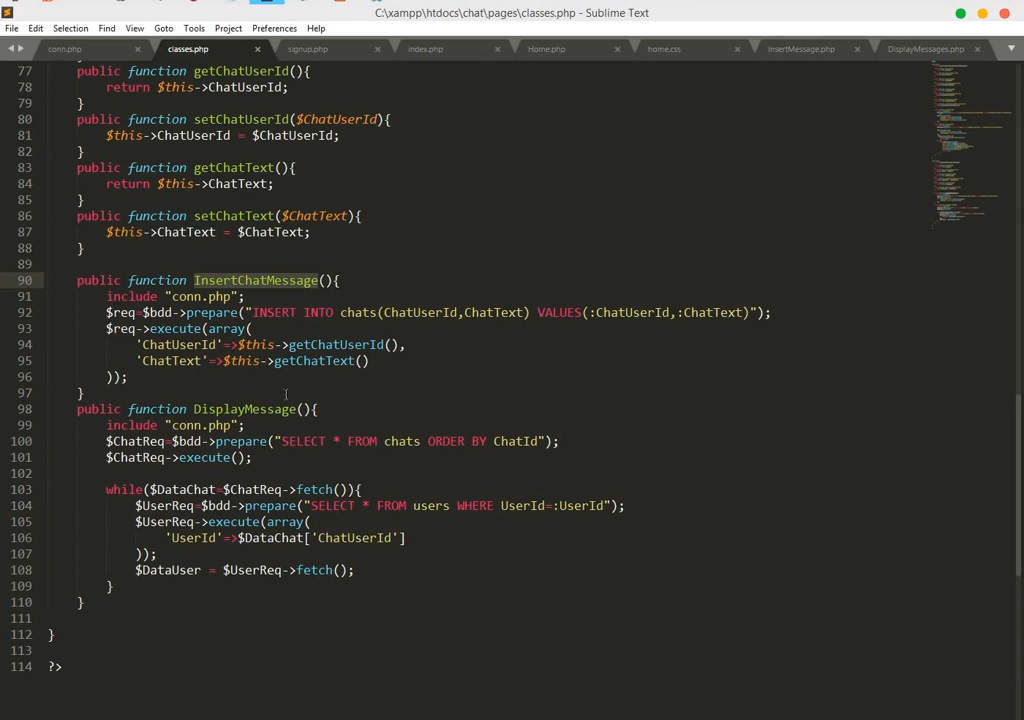 C:\xampp\htdocs\chat\pages\classes.php - Sublime Text
File Edit Selection Find View Goto Tools Project Preferences Help
conn.php × classes.php × signup.php × index.php × Home.php × home.css × InsertMessage.php × DisplayMessages.php ×
77 public function getChatUserId(){
78 return $this->ChatUserId;
79 }
80 public function setChatUserId($ChatUserId){
81 $this->ChatUserId = $ChatUserId;
82 }
83 public function getChatText(){
84 return $this->ChatText;
85 }
86 public function setChatText($ChatText){
87 $this->ChatText = $ChatText;
88 }
89
90 public function InsertChatMessage(){
91 include "conn.php";
92 $req=$bdd->prepare("INSERT INTO chats(ChatUserId,ChatText) VALUES(:ChatUserId,:ChatText)");
93 $req->execute(array(
94 'ChatUserId'=>$this->getChatUserId(),
95 'ChatText'=>$this->getChatText()
96 ));
97 }
98 public function DisplayMessage(){
99 include "conn.php";
100 $ChatReq=$bdd->prepare("SELECT * FROM chats ORDER BY ChatId");
101 $ChatReq->execute();
102
103 while($DataChat=$ChatReq->fetch()){
104 $UserReq=$bdd->prepare("SELECT * FROM users WHERE UserId=:UserId");
105 $UserReq->execute(array(
106 'UserId'=>$DataChat['ChatUserId']
107 ));
108 $DataUser = $UserReq->fetch();
109 }
110 }
111
112 }
113
114 ?>